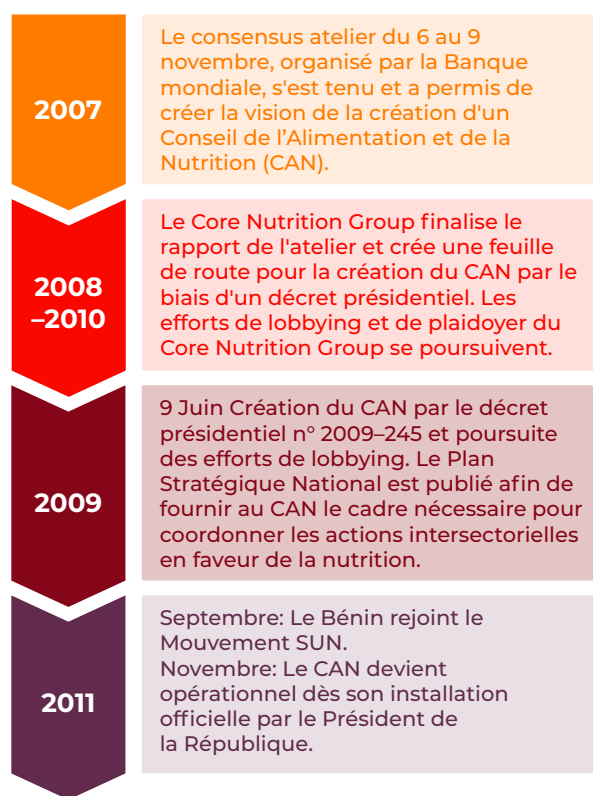 2007
Le consensus atelier du 6 au 9
novembre, organisé par la Banque
mondiale, s'est tenu et a permis de
créer la vision de la création d'un
Conseil de l’Alimentation et de la
Nutrition (CAN).
2008
–2010
Le Core Nutrition Group finalise le
rapport de l'atelier et crée une feuille
de route pour la création du CAN par le
biais d'un décret présidentiel. Les
efforts de lobbying et de plaidoyer du
Core Nutrition Group se poursuivent.
2009
9 Juin Création du CAN par le décret
présidentiel n° 2009–245 et poursuite
des efforts de lobbying. Le Plan
Stratégique National est publié afin de
fournir au CAN le cadre nécessaire pour
coordonner les actions intersectorielles
en faveur de la nutrition.
2011
Septembre: Le Bénin rejoint le
Mouvement SUN.
Novembre: Le CAN devient
opérationnel dès son installation
officielle par le Président de
la République.